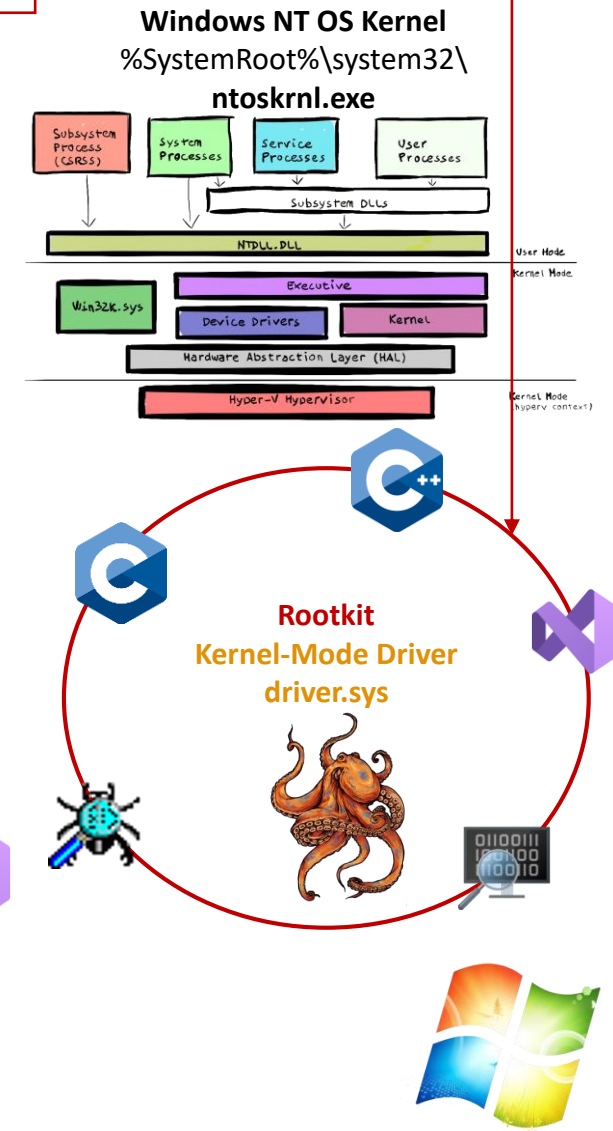 Windows NT OS Kernel
%SystemRoot%\system32\
ntoskrnl.exe
Subsystem
Process
(CSRSS)
System
Processes
Service
Processes
User
Processes
Subsystem DLLs
NTDLL.DLL
User Mode
Kernel Mode
Executive
Win32K.sys
Device Drivers
Kernel
Hardware Abstraction Layer (HAL)
Hyper-V Hypervisor
Kernel Mode
(hyperv context)
C++
C
Rootkit
Kernel-Mode Driver
driver.sys
01100111